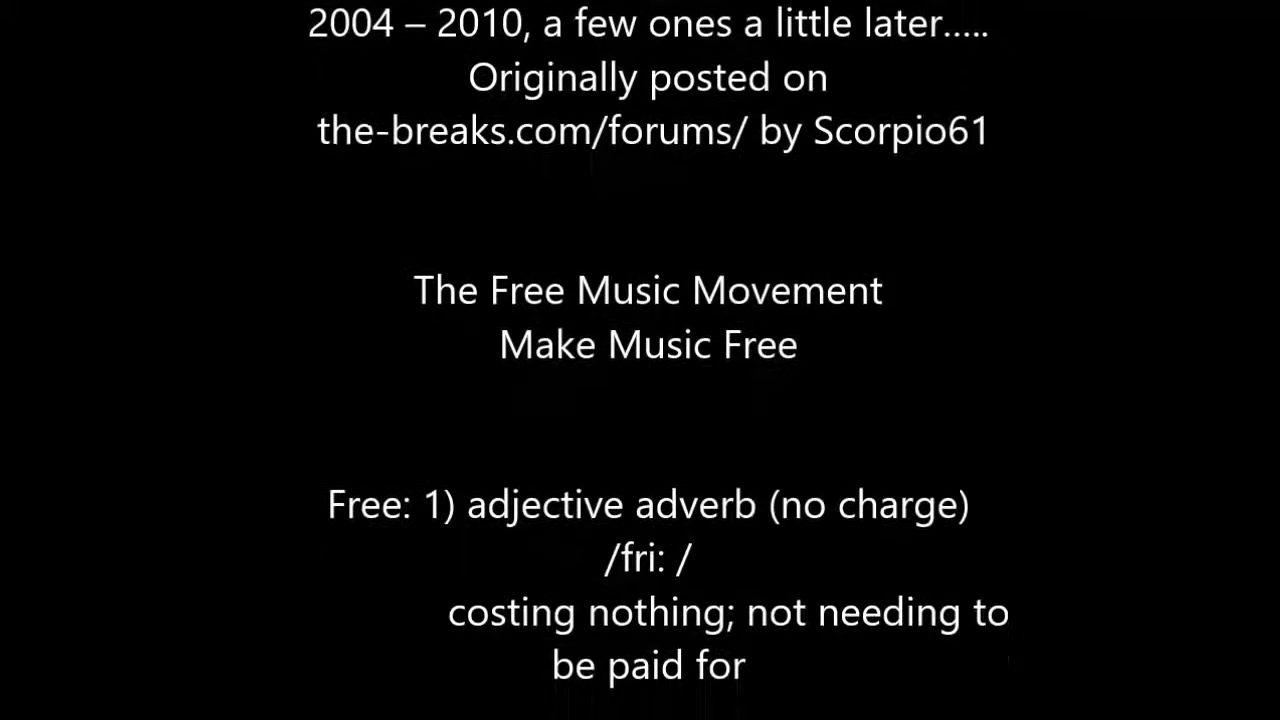 2004 – 2010, a few ones a little later.....
Originally posted on
the-breaks.com/forums/ by Scorpio61
The Free Music Movement
Make Music Free
Free: 1) adjective adverb (no charge)
/fri: /
costing nothing; not needing to
be paid for